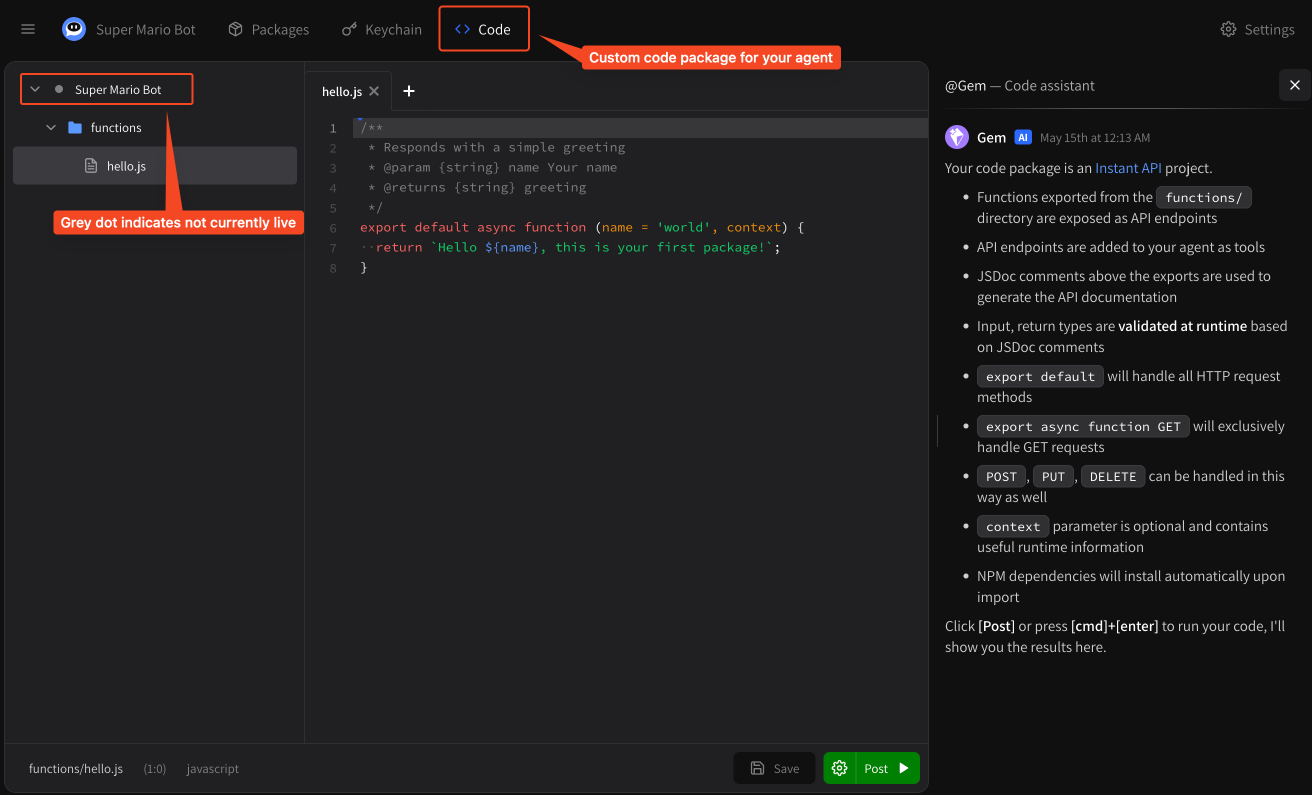 Super Mario Bot
Packages
Keychain
<> Code
Settings
Custom code package for your agent
Super Mario Bot
functions
hello.js
Grey dot indicates not currently live
hello.js
1 /**
2  * Responds with a simple greeting
3  * @param {string} name Your name
4  * @returns {string} greeting
5  */
6 export default async function (name = 'world', context) {
7 ··return `Hello ${name}, this is your first package!`;
8 }
functions/hello.js (1:0) javascript
Save
Post
@Gem — Code assistant
Gem AI May 15th at 12:13 AM
Your code package is an Instant API project.
• Functions exported from the functions/
directory are exposed as API endpoints
• API endpoints are added to your agent as tools
• JSDoc comments above the exports are used to
generate the API documentation
• Input, return types are validated at runtime based
on JSDoc comments
• export default will handle all HTTP request
methods
• export async function GET will exclusively
handle GET requests
• POST, PUT, DELETE can be handled in this
way as well
• context parameter is optional and contains
useful runtime information
• NPM dependencies will install automatically upon
import
Click [Post] or press [cmd]+[enter] to run your code, I'll
show you the results here.